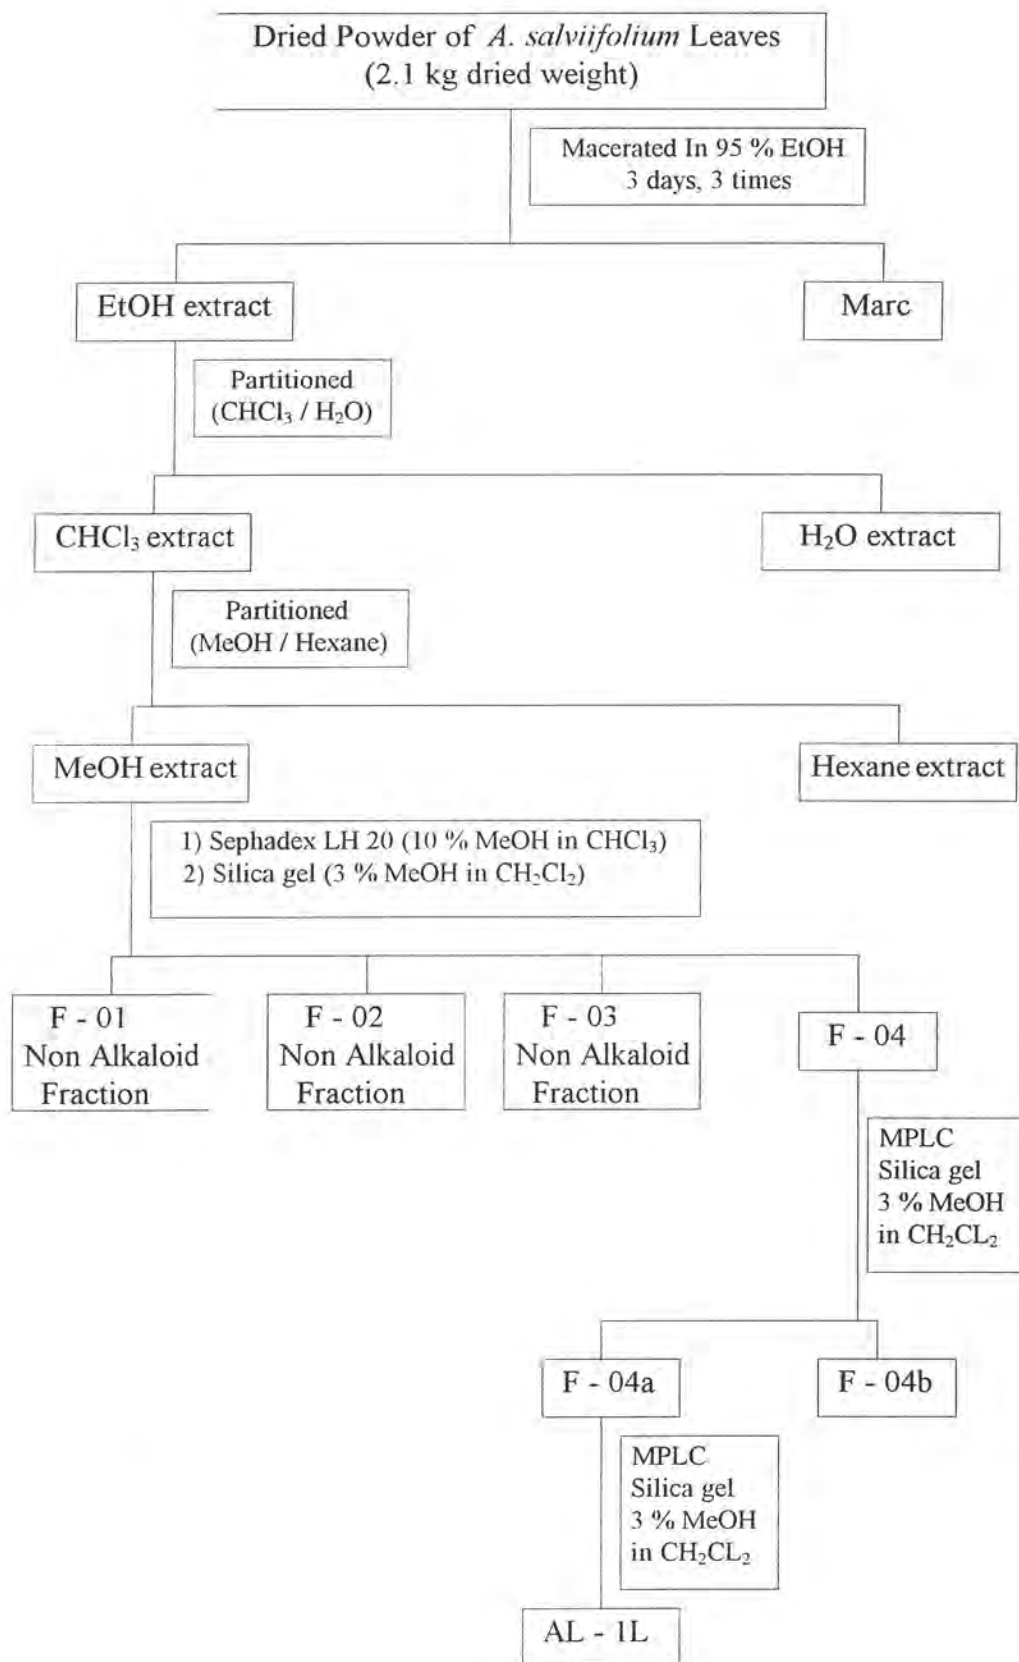 Dried Powder of A. salviifolium Leaves
(2.1 kg dried weight)
Macerated In 95 % EtOH
3 days, 3 times
EtOH extract
Marc
Partitioned
(CHCl₃ / H₂O)
CHCl₃ extract
H₂O extract
Partitioned
(MeOH / Hexane)
MeOH extract
Hexane extract
1) Sephadex LH 20 (10 % MeOH in CHCl₃)
2) Silica gel (3 % MeOH in CH₂Cl₂)
F - 01
Non Alkaloid
Fraction
F - 02
Non Alkaloid
Fraction
F - 03
Non Alkaloid
Fraction
F - 04
MPLC
Silica gel
3 % MeOH
in CH₂CL₂
F - 04a
F - 04b
MPLC
Silica gel
3 % MeOH
in CH₂CL₂
AL - 1L